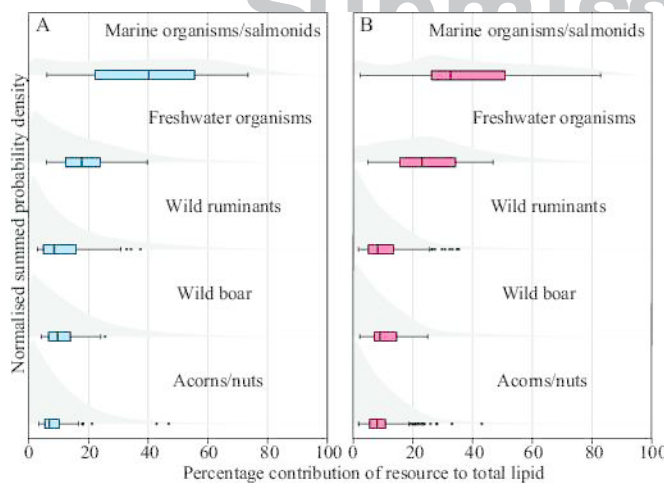 A
Marine organisms/salmonids
Freshwater organisms
Wild ruminants
Wild boar
Acorns/nuts
0 20 40 60 80 100
B
Marine organisms/salmonids
Freshwater organisms
Wild ruminants
Wild boar
Acorns/nuts
0 20 40 60 80 100
Normalised summed probability density
Percentage contribution of resource to total lipid